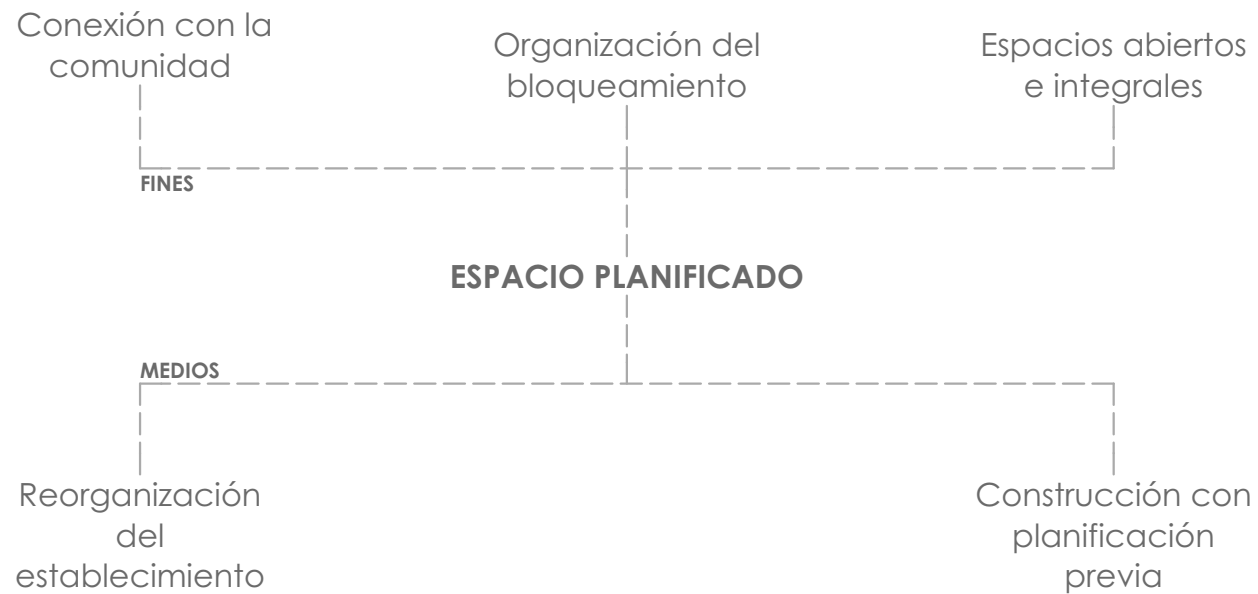 Conexión con la
comunidad
Organización del
bloqueamiento
Espacios abiertos
e integrales
FINES
ESPACIO PLANIFICADO
MEDIOS
Reorganización
del
establecimiento
Construcción con
planificación
previa